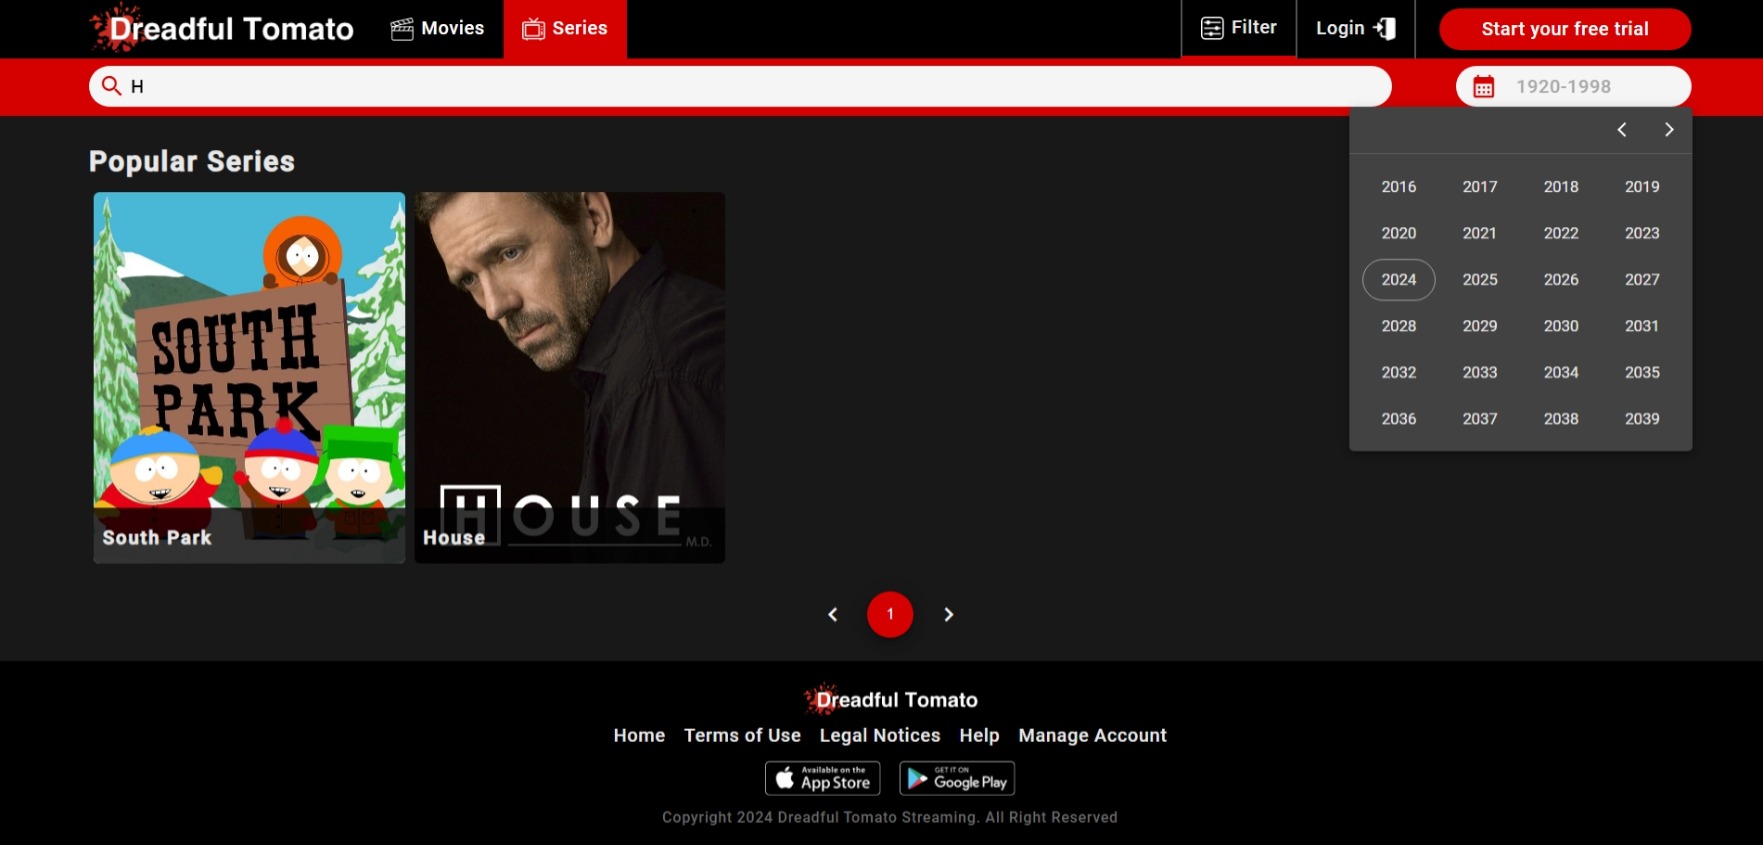 Dreadful Tomato
Movies
Series
Filter
Login
Start your free trial
H
1920-1998
Popular Series
2016 2017 2018 2019
2020 2021 2022 2023
2024 2025 2026 2027
2028 2029 2030 2031
2032 2033 2034 2035
2036 2037 2038 2039
SOUTH
PARK
South Park
HOUSE
M.D.
House
1
Dreadful Tomato
Home Terms of Use Legal Notices Help Manage Account
Available on the
App Store
GET IT ON
Google Play
Copyright 2024 Dreadful Tomato Streaming. All Right Reserved